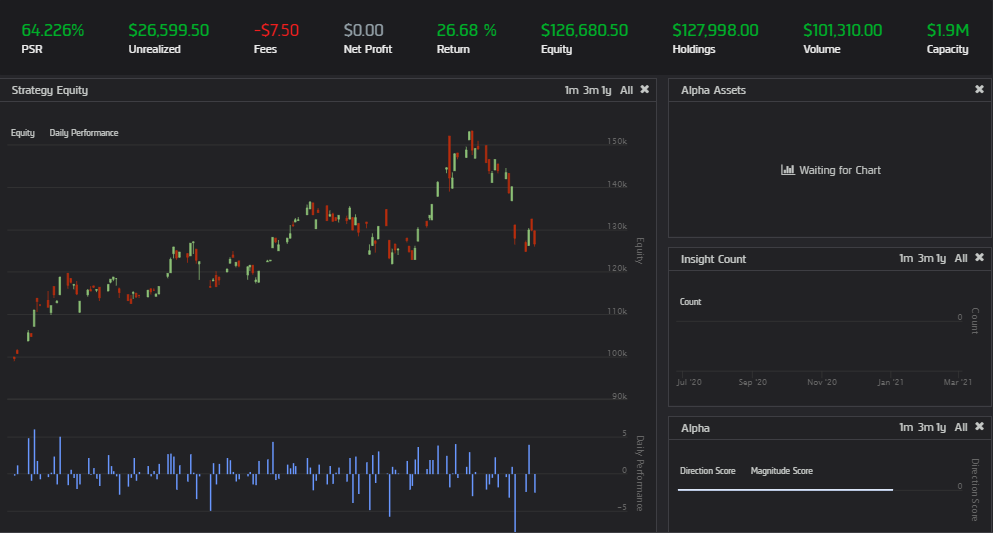 64.226% $26,599.50 -$7.50 $0.00 26.68 % $126,680.50 $127,998.00 $101,310.00 $1.9M
PSR Unrealized Fees Net Profit Return Equity Holdings Volume Capacity
Strategy Equity 1m 3m 1y All ✖
Equity Daily Performance
150k
140k
130k
120k
110k
100k
90k
Equity
5
0
-5
Daily Performance
Alpha Assets ✖
Waiting for Chart
Insight Count 1m 3m 1y All ✖
Count
0
Count
Jul '20 Sep '20 Nov '20 Jan '21 Mar '21
Alpha 1m 3m 1y All ✖
Direction Score Magnitude Score
0
Direction Score